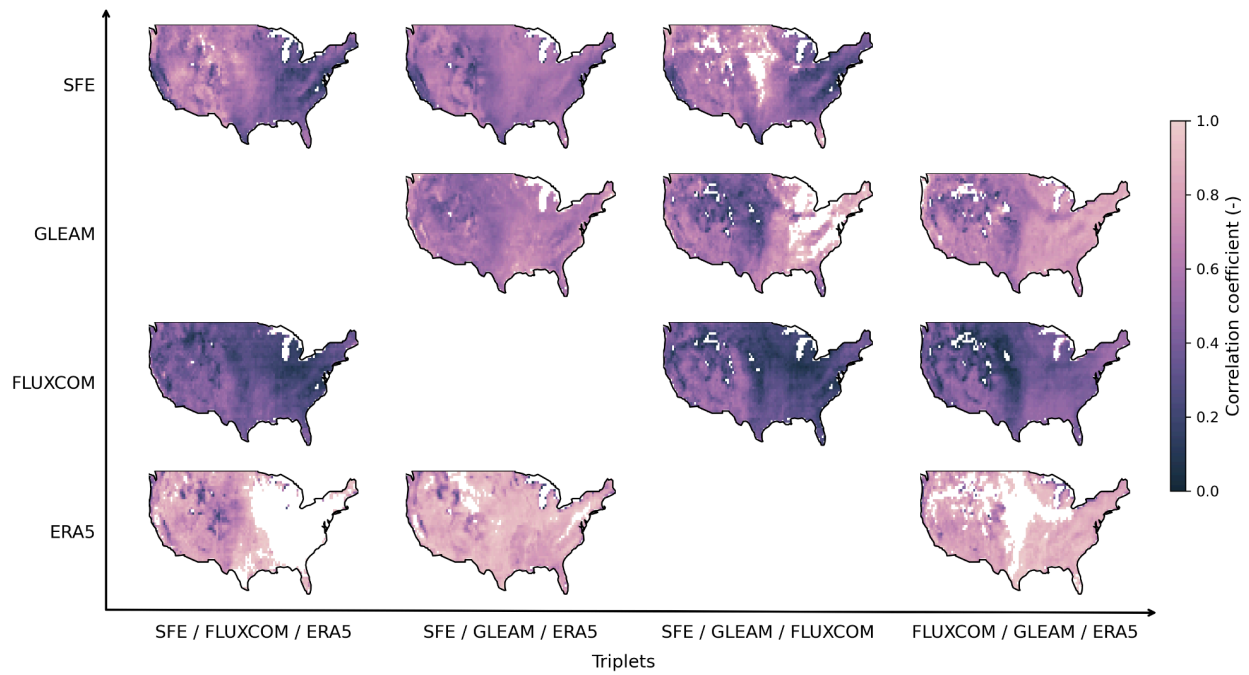 SFE
GLEAM
FLUXCOM
ERA5
SFE / FLUXCOM / ERA5
SFE / GLEAM / ERA5
SFE / GLEAM / FLUXCOM
FLUXCOM / GLEAM / ERA5
Triplets
1.0
0.8
0.6
0.4
0.2
0.0
Correlation coefficient (-)